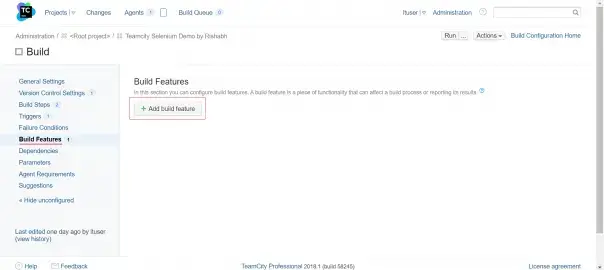 TC
Projects Changes Agents 1 Build Queue 0 ltuser Administration
Administration / <Root project> / Teamcity Selenium Demo by Rishabh Run ... Actions Build Configuration Home
Build
General Settings
Version Control Settings 1
Build Steps 2
Triggers 1
Failure Conditions
Build Features 1
Dependencies
Parameters
Agent Requirements
Suggestions
Hide unconfigured
Last edited one day ago by ltuser
(view history)
Build Features
In this section you can configure build features. A build feature is a piece of functionality that can affect a build process or reporting its results.
+ Add build feature
Help Feedback TeamCity Professional 2018.1 (build 58245) License agreement